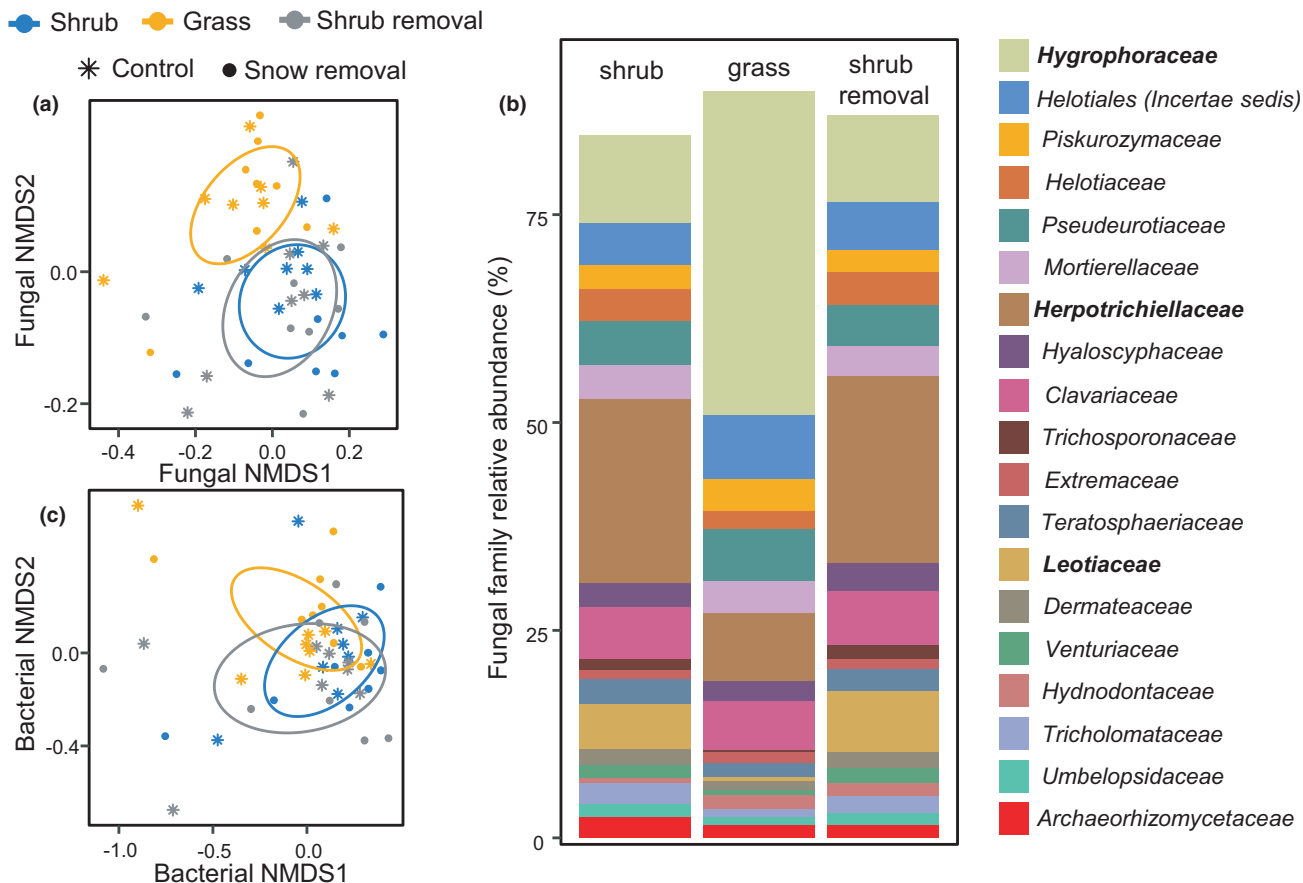 Shrub Grass Shrub removal
Control Snow removal
(a)
Fungal NMDS2
0.0
-0.2
-0.4 -0.2 0.0 0.2
Fungal NMDS1
(c)
Bacterial NMDS2
0.0
-0.4
-1.0 -0.5 0.0
Bacterial NMDS1
(b)
Fungal family relative abundance (%)
75
50
25
0
shrub
grass
shrub
removal
Hygrophoraceae
Helotiales (Incertae sedis)
Piskurozymaceae
Helotiaceae
Pseudeurotiaceae
Mortierellaceae
Herpotrichiellaceae
Hyaloscyphaceae
Clavariaceae
Trichosporonaceae
Extremaceae
Teratosphaeriaceae
Leotiaceae
Dermateaceae
Venturiaceae
Hydnodontaceae
Tricholomataceae
Umbelopsidaceae
Archaeorhizomycetaceae